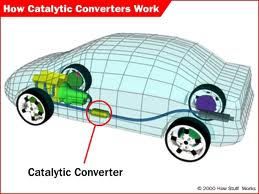 How Catalytic Converters Work
Catalytic Converter
© 2000 How Stuff Works